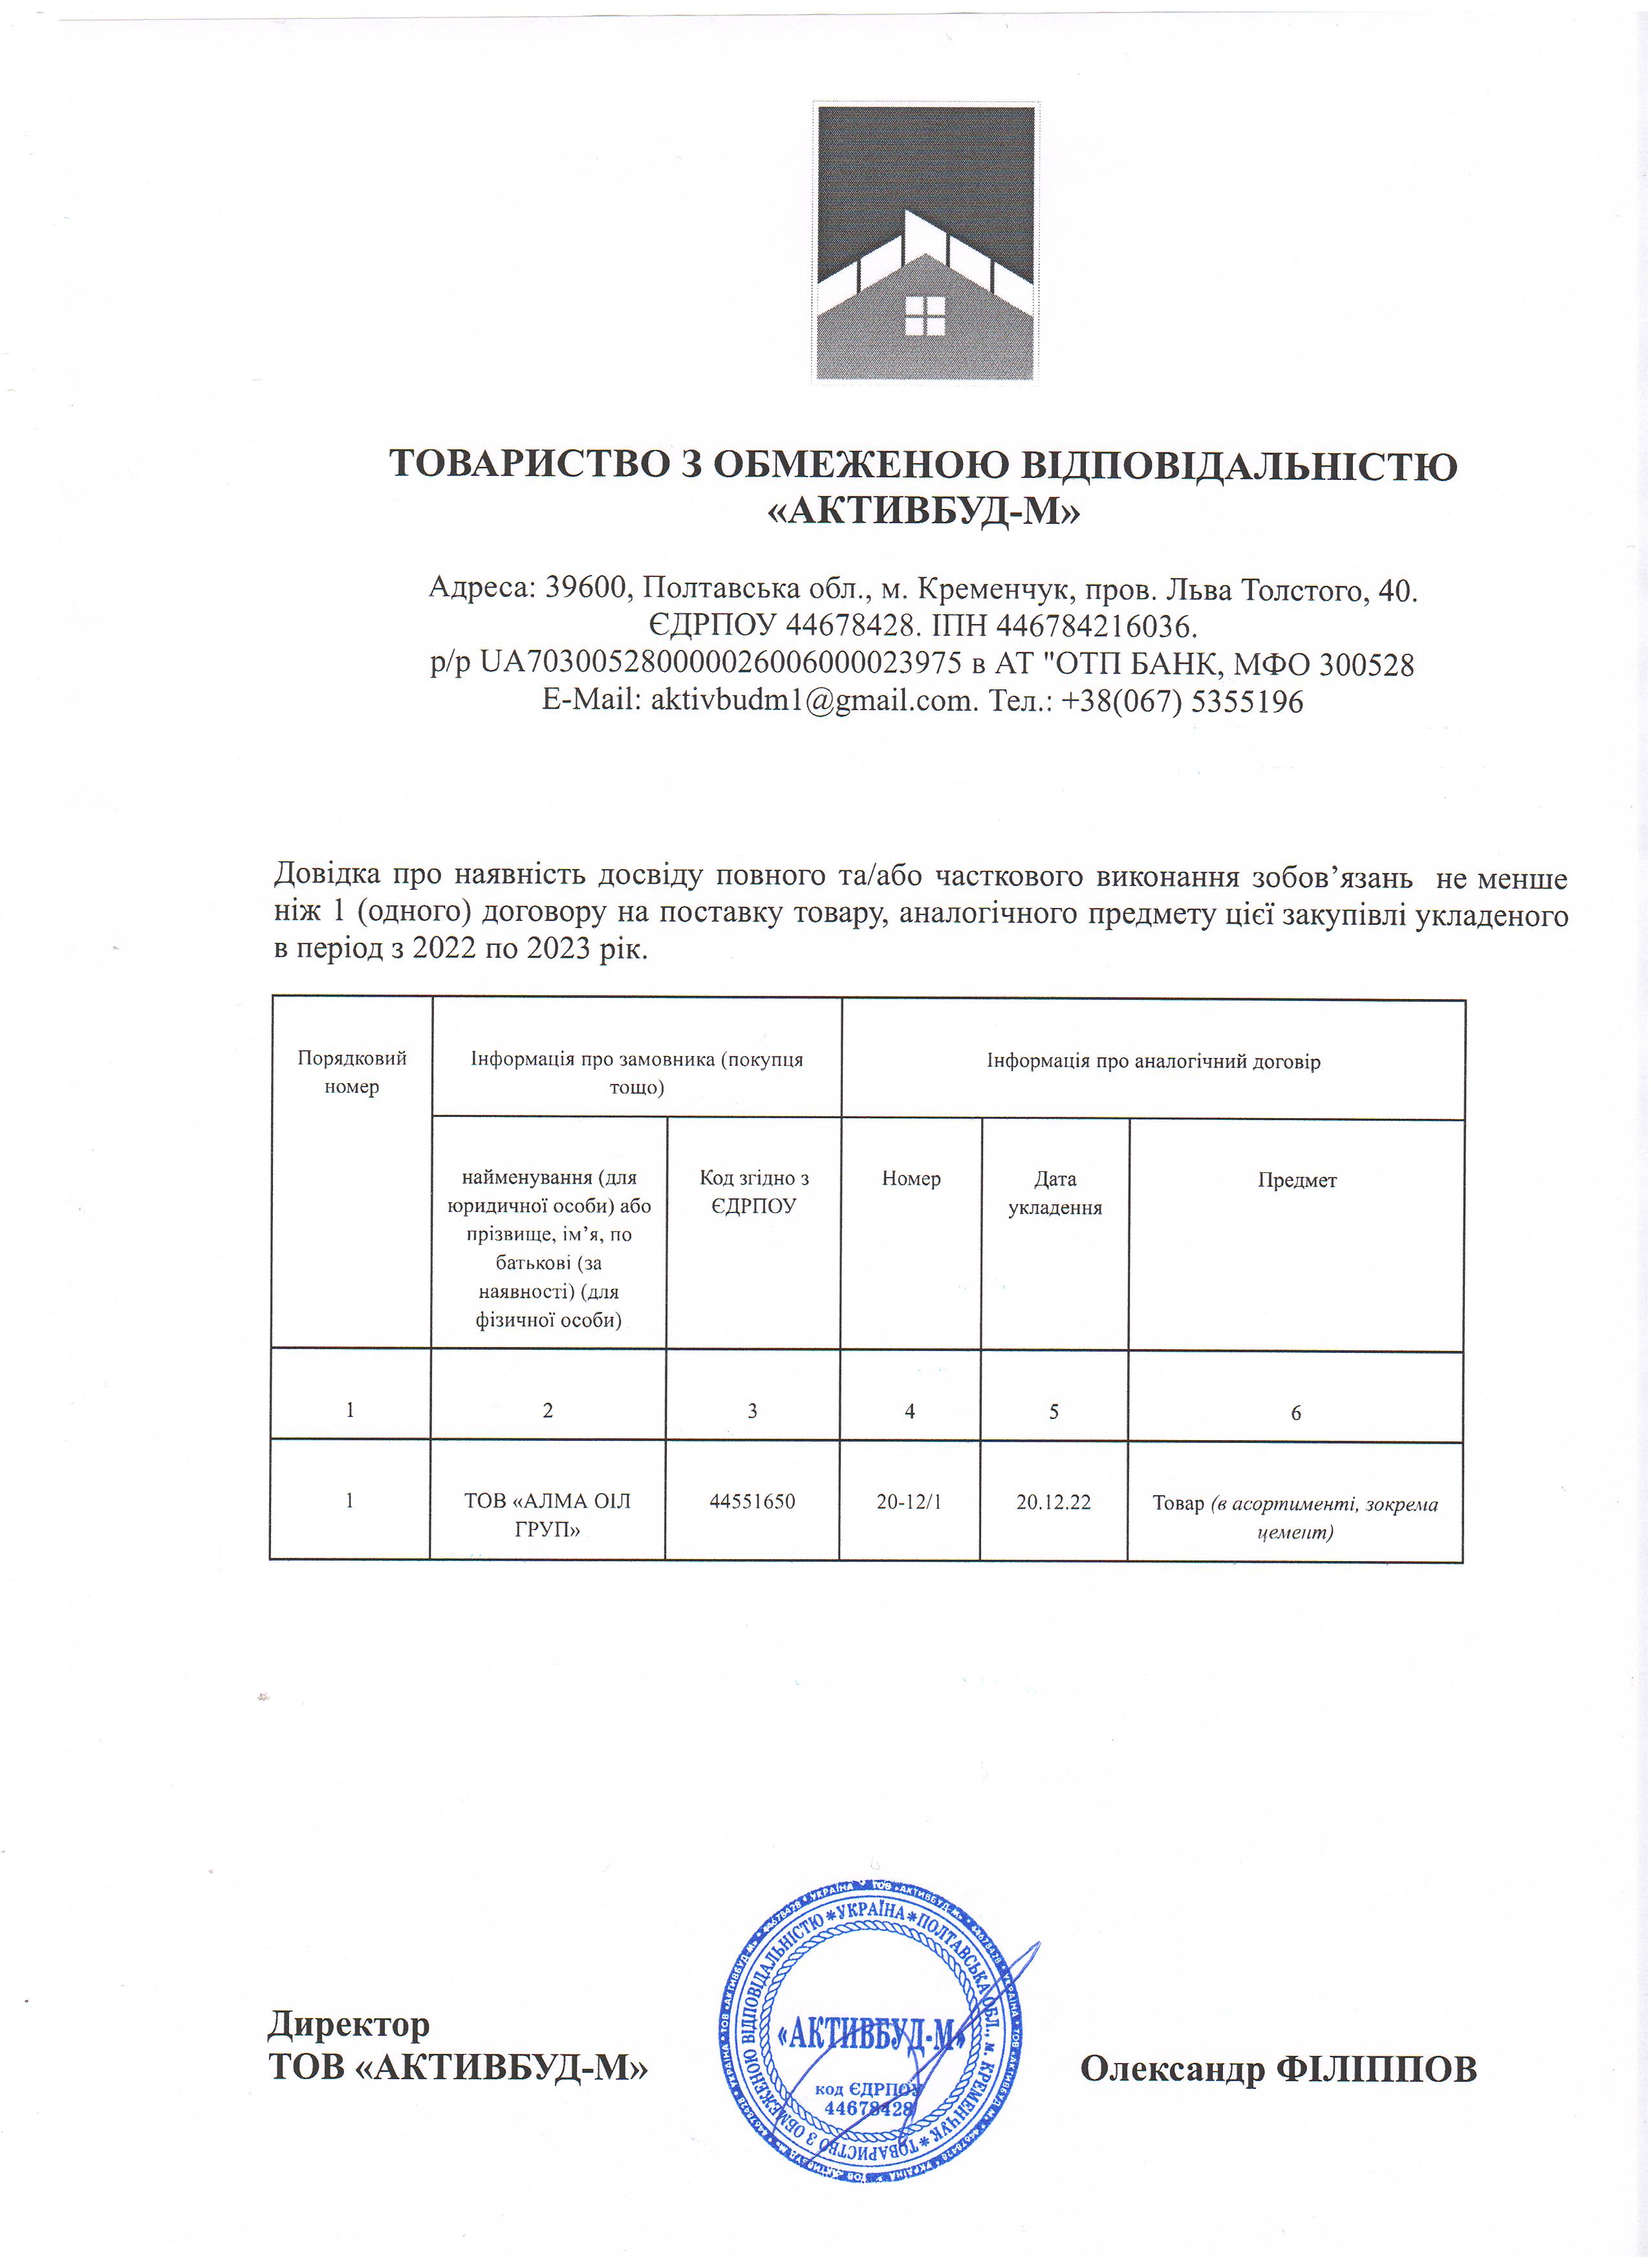 ТОВАРИСТВО З ОБМЕЖЕНОЮ ВІДПОВІДАЛЬНІСТЮ
«АКТИВБУД-М»
Адреса: 39600, Полтавська обл., м. Кременчук, пров. Льва Толстого, 40.
ЄДРПОУ 44678428. ІПН 446784216036.
р/р UA703005280000026006000023975 в АТ "ОТП БАНК, МФО 300528
E-Mail: aktivbudm1@gmail.com. Тел.: +38(067) 5355196
Довідка про наявність досвіду повного та/або часткового виконання зобов’язань не менше
ніж 1 (одного) договору на поставку товару, аналогічного предмету цієї закупівлі укладеного
в період з 2022 по 2023 рік.
Порядковий
номер
Інформація про замовника (покупця
тощо)
Інформація про аналогічний договір
найменування (для
юридичної особи) або
прізвище, ім’я, по
батькові (за
наявності) (для
фізичної особи)
Код згідно з
ЄДРПОУ
Номер
Дата
укладення
Предмет
1
2
3
4
5
6
1
ТОВ «АЛМА ОІЛ
ГРУП»
44551650
20-12/1
20.12.22
Товар (в асортименті, зокрема
цемент)
Директор
ТОВ «АКТИВБУД-М»
Олександр ФІЛІППОВ
ТОВАРИСТВО З ОБМЕЖЕНОЮ ВІДПОВІДАЛЬНІСТЮ * УКРАЇНА * ПОЛТАВСЬКА ОБЛ., м. КРЕМЕНЧУК *
«АКТИВБУД-М»
код ЄДРПОУ
44678428